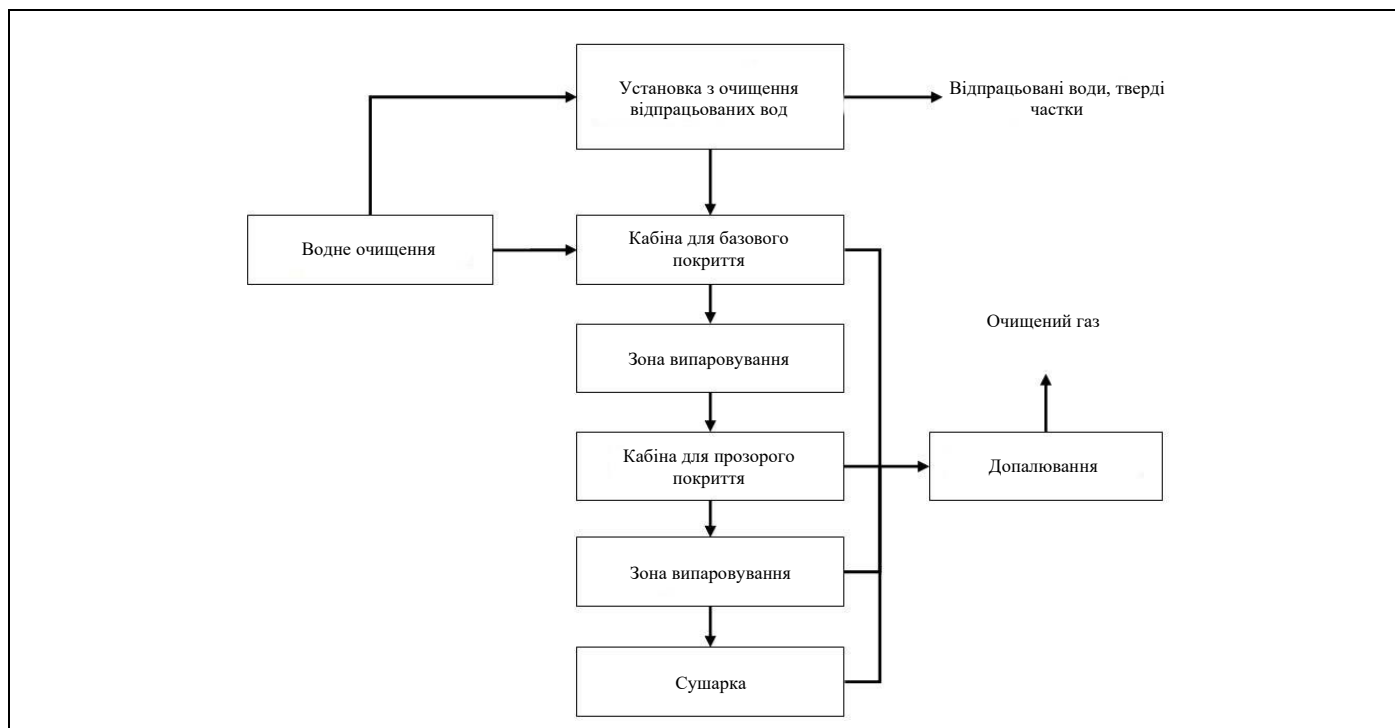 Установка з очищення
відпрацьованих вод
Відпрацьовані води, тверді
частки
Водне очищення
Кабіна для базового
покриття
Зона випаровування
Очищений газ
Кабіна для прозорого
покриття
Допалювання
Зона випаровування
Сушарка